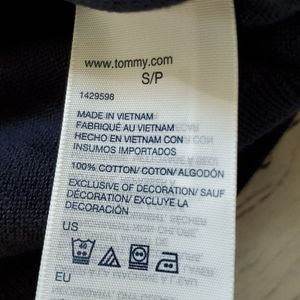 www.tommy.com
S/P
1429598
MADE IN VIETNAM
FABRIQUÉ AU VIETNAM
HECHO EN VIETNAM CON
INSUMOS IMPORTADOS
100% COTTON/ COTON/ ALGODÓN
EXCLUSIVE OF DECORATION/ SAUF
DÉCORATION/ EXCLUYE LA
DECORACIÓN
US
EU